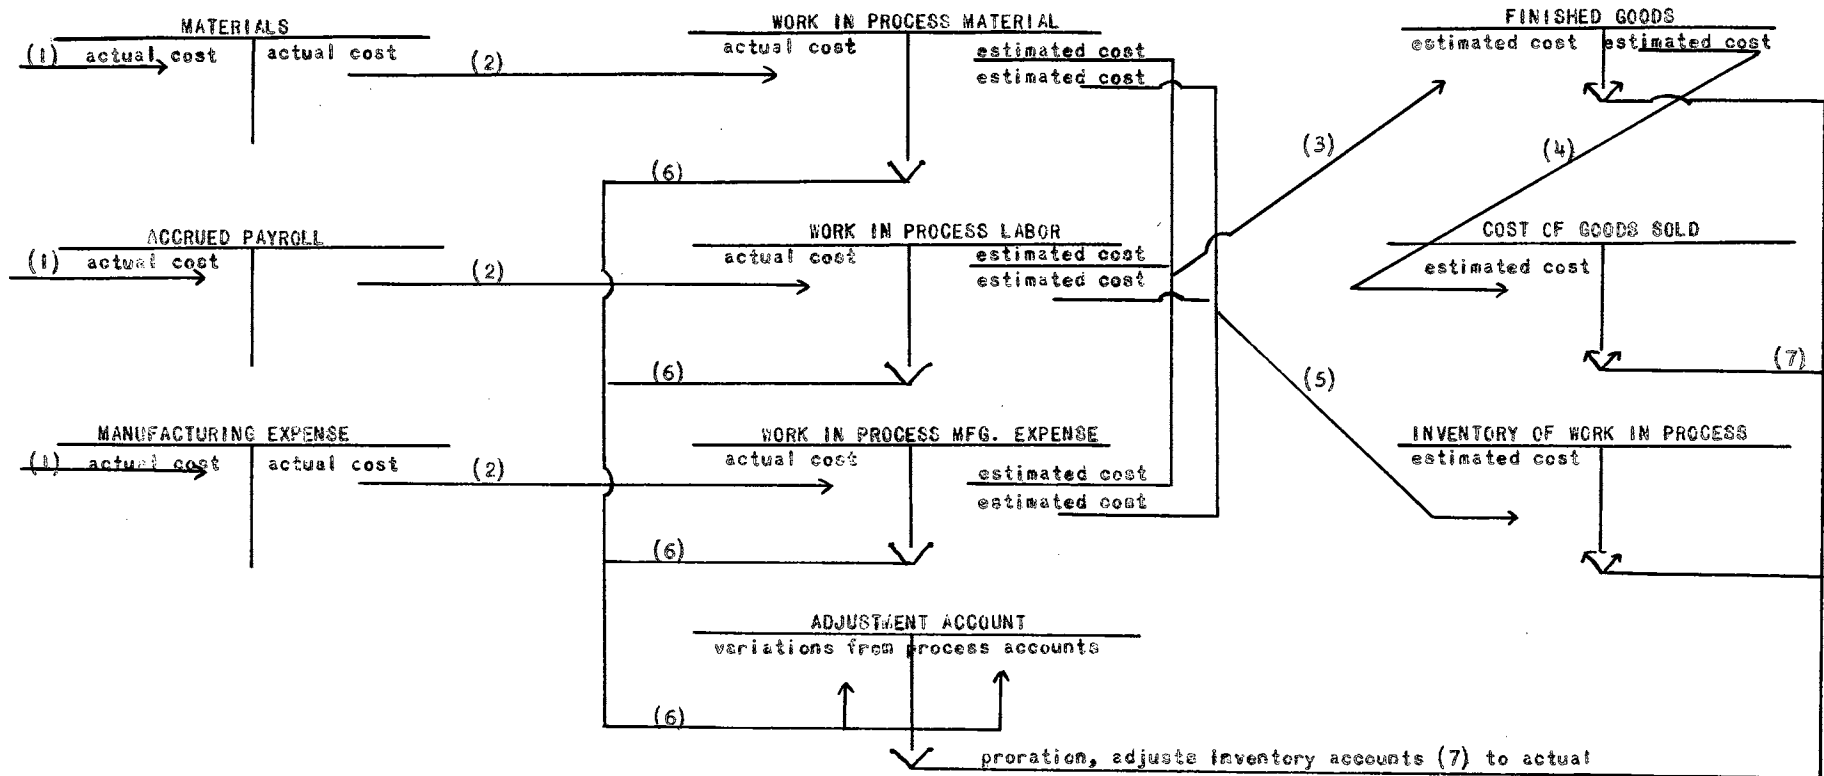 MATERIALS
(1) actual cost actual cost
(2)
WORK IN PROCESS MATERIAL
actual cost estimated cost
estimated cost
FINISHED GOODS
estimated cost estimated cost
(3)
(4)
(6)
ACCRUED PAYROLL
(1) actual cost
(2)
WORK IN PROCESS LABOR
actual cost estimated cost
estimated cost
COST OF GOODS SOLD
estimated cost
(6)
(5)
(7)
MANUFACTURING EXPENSE
(1) actual cost actual cost
(2)
WORK IN PROCESS MFG. EXPENSE
actual cost estimated cost
estimated cost
INVENTORY OF WORK IN PROCESS
estimated cost
(6)
ADJUSTMENT ACCOUNT
variations from process accounts
(6)
proration, adjusts inventory accounts (7) to actual